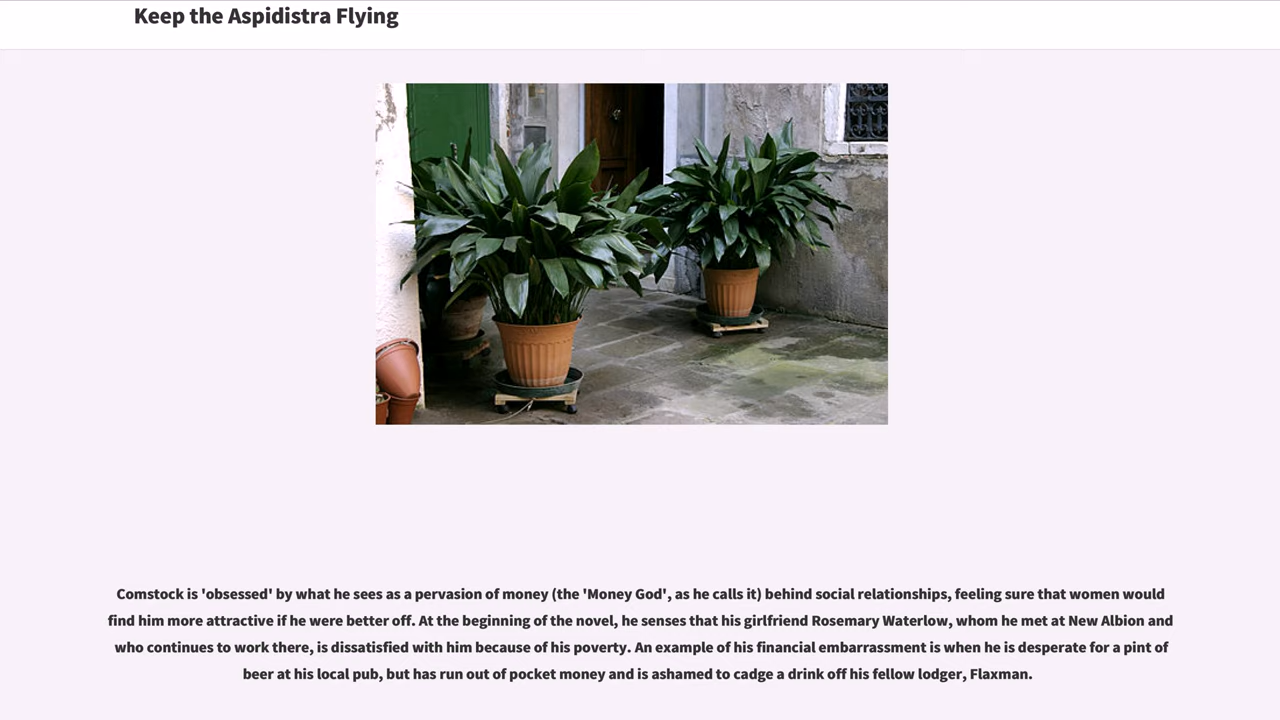 Keep the Aspidistra Flying
Comstock is 'obsessed' by what he sees as a pervasion of money (the 'Money God', as he calls it) behind social relationships, feeling sure that women would
find him more attractive if he were better off. At the beginning of the novel, he senses that his girlfriend Rosemary Waterlow, whom he met at New Albion and
who continues to work there, is dissatisfied with him because of his poverty. An example of his financial embarrassment is when he is desperate for a pint of
beer at his local pub, but has run out of pocket money and is ashamed to cadge a drink off his fellow lodger, Flaxman.